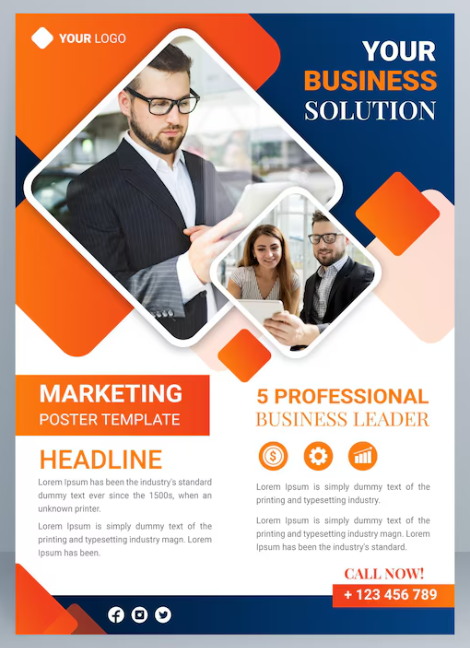 YOUR LOGO
YOUR
BUSINESS
SOLUTION
MARKETING
POSTER TEMPLATE
HEADLINE
Lorem Ipsum has been the industry's standard
dummy text ever since the 1500s, when an
unknown printer.
Lorem Ipsum is simply dummy text of the
printing and typesetting industry magn. Lorem
Ipsum has been.
5 PROFESSIONAL
BUSINESS LEADER
$
Lorem Ipsum is simply dummy text of the
printing and typesetting industry.
Lorem Ipsum is simply dummy text of the
printing and typesetting industry magn. Lorem
Ipsum has been the industry's standard.
CALL NOW!
+ 123 456 789